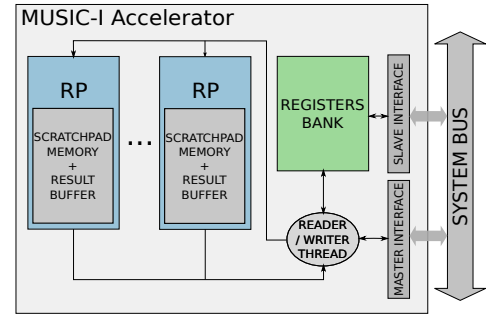 MUSIC-I Accelerator
RP
SCRATCHPAD
MEMORY
+
RESULT
BUFFER
...
RP
SCRATCHPAD
MEMORY
+
RESULT
BUFFER
REGISTERS
BANK
READER
/ WRITER
THREAD
SLAVE INTERFACE
MASTER INTERFACE
SYSTEM BUS